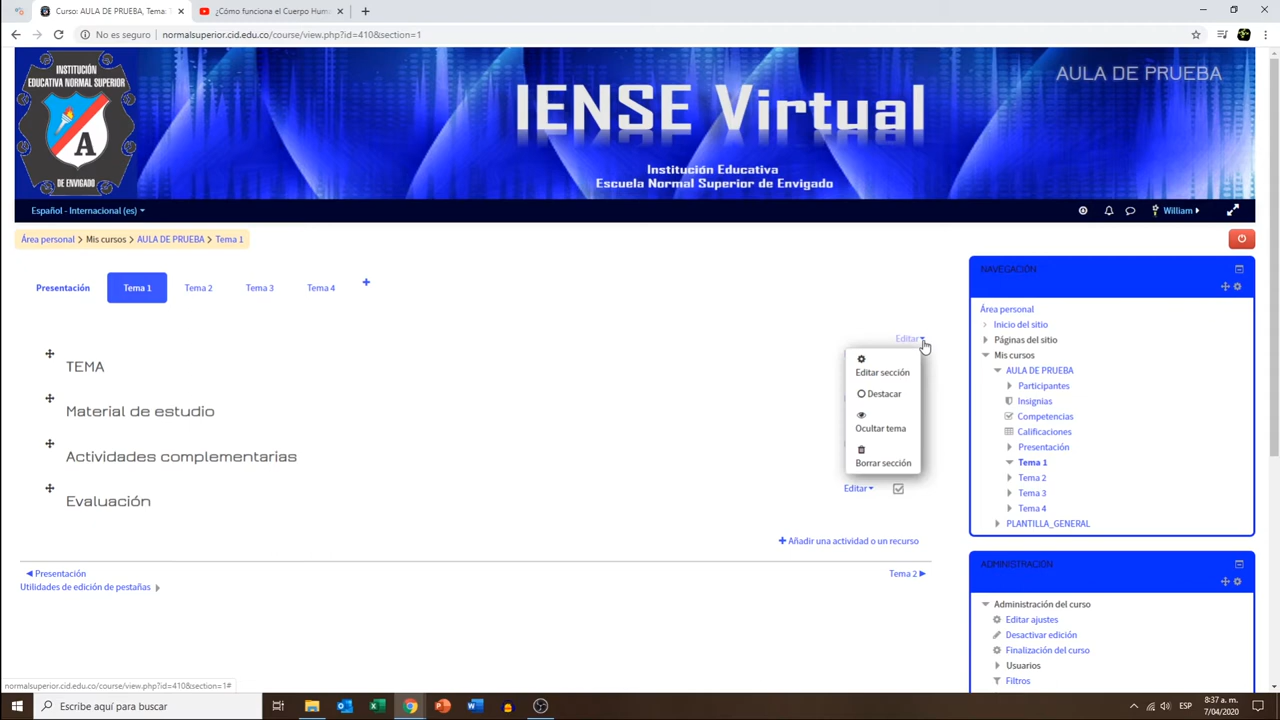 Curso: AULA DE PRUEBA, Tema: T
¿Cómo funciona el Cuerpo Hum
No es seguro
normalsuperior.cid.edu.co/course/view.php?id=410&section=1
INSTITUCIÓN
EDUCATIVA NORMAL SUPERIOR
A
DE ENVIGADO
IENSE Virtual
AULA DE PRUEBA
Institución Educativa
Escuela Normal Superior de Envigado
Español - Internacional (es)
William
Área personal > Mis cursos > AULA DE PRUEBA > Tema 1
Presentación
Tema 1
Tema 2
Tema 3
Tema 4
Editar
TEMA
Material de estudio
Actividades complementarias
Evaluación
Editar sección
Destacar
Ocultar tema
Borrar sección
Editar
Añadir una actividad o un recurso
Presentación
Tema 2
Utilidades de edición de pestañas
NAVEGACIÓN
Área personal
Inicio del sitio
Páginas del sitio
Mis cursos
AULA DE PRUEBA
Participantes
Insignias
Competencias
Calificaciones
Presentación
Tema 1
Tema 2
Tema 3
Tema 4
PLANTILLA_GENERAL
ADMINISTRACIÓN
Administración del curso
Editar ajustes
Desactivar edición
Finalización del curso
Usuarios
Filtros
normalsuperior.cid.edu.co/course/view.php?id=410&section=1#
Escribe aquí para buscar
ESP
8:37 a. m.
7/04/2020